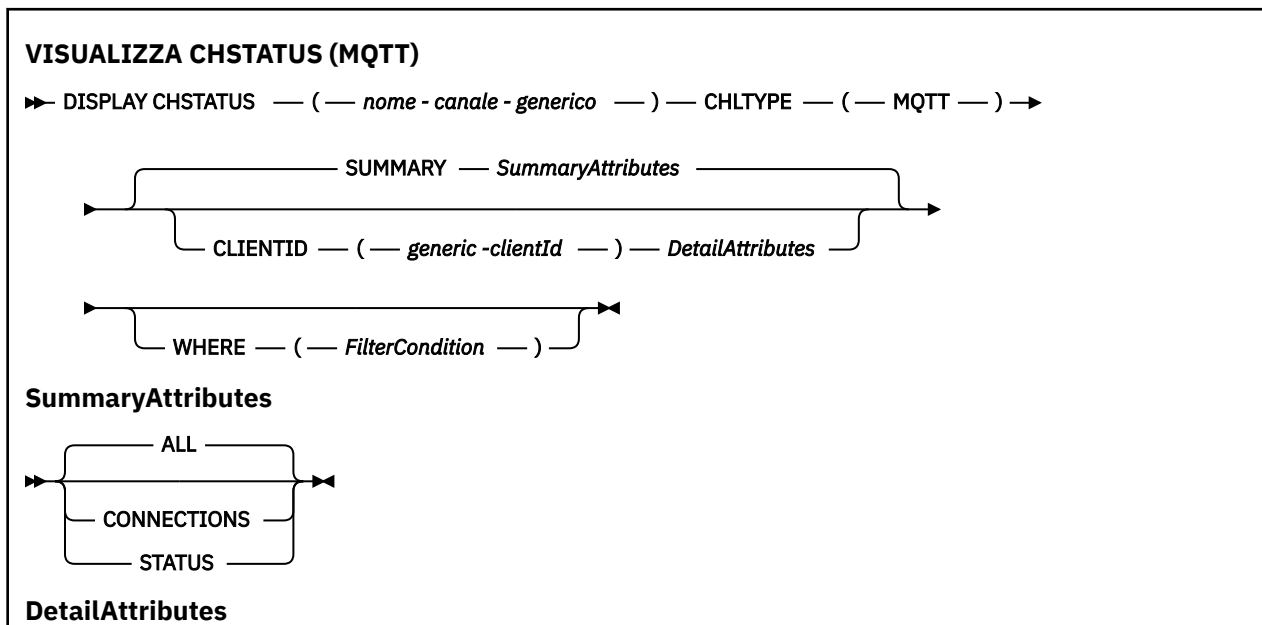 VISUALIZZA CHSTATUS (MQTT)
DISPLAY CHSTATUS ( nome - canale - generico ) CHLTYPE ( MQTT )
SUMMARY SummaryAttributes
CLIENTID ( generic -clientId ) DetailAttributes
WHERE ( FilterCondition )
SummaryAttributes
ALL
CONNECTIONS
STATUS
DetailAttributes